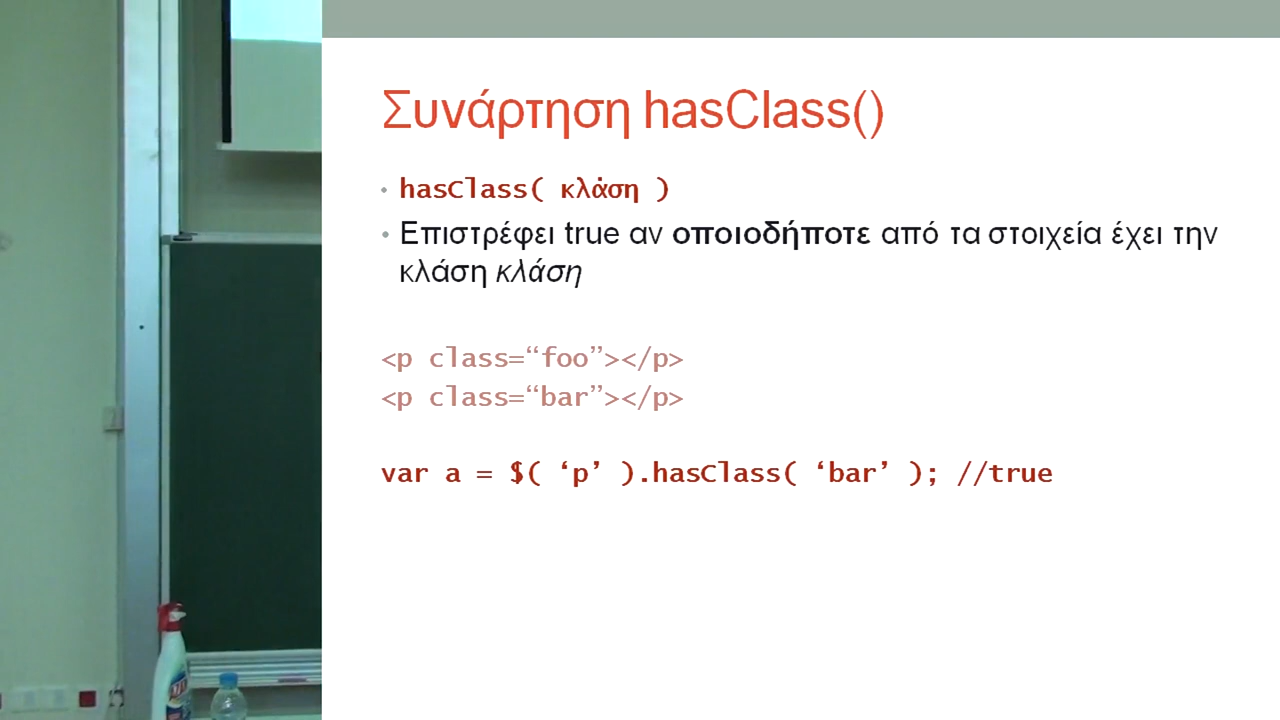 Συνάρτηση hasClass()
• hasClass( κλάση )
• Επιστρέφει true αν οποιοδήποτε από τα στοιχεία έχει την
κλάση κλάση
<p class=“foo”></p>
<p class=“bar”></p>
var a = $( ‘p’ ).hasClass( ‘bar’ ); //true